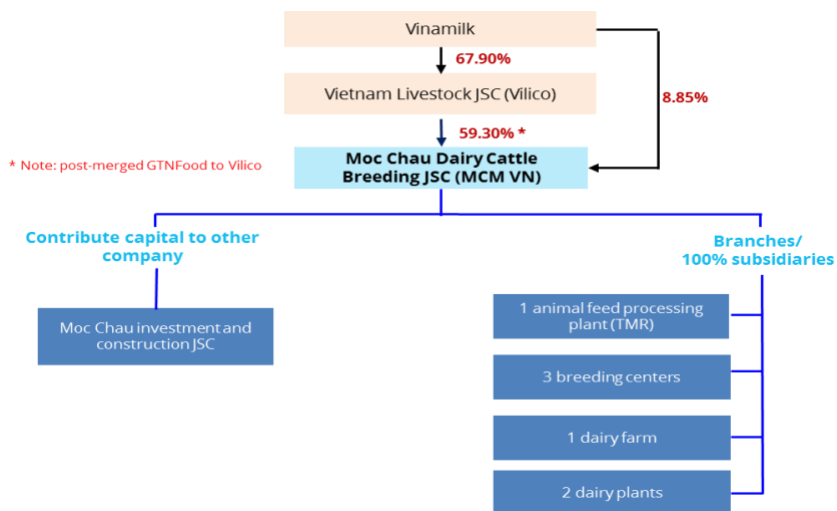 Vinamilk
67.90%
8.85%
Vietnam Livestock JSC (Vilico)
59.30% *
* Note: post-merged GTNFood to Vilico
Moc Chau Dairy Cattle
Breeding JSC (MCM VN)
Contribute capital to other
company
Branches/
100% subsidiaries
Moc Chau investment and
construction JSC
1 animal feed processing
plant (TMR)
3 breeding centers
1 dairy farm
2 dairy plants